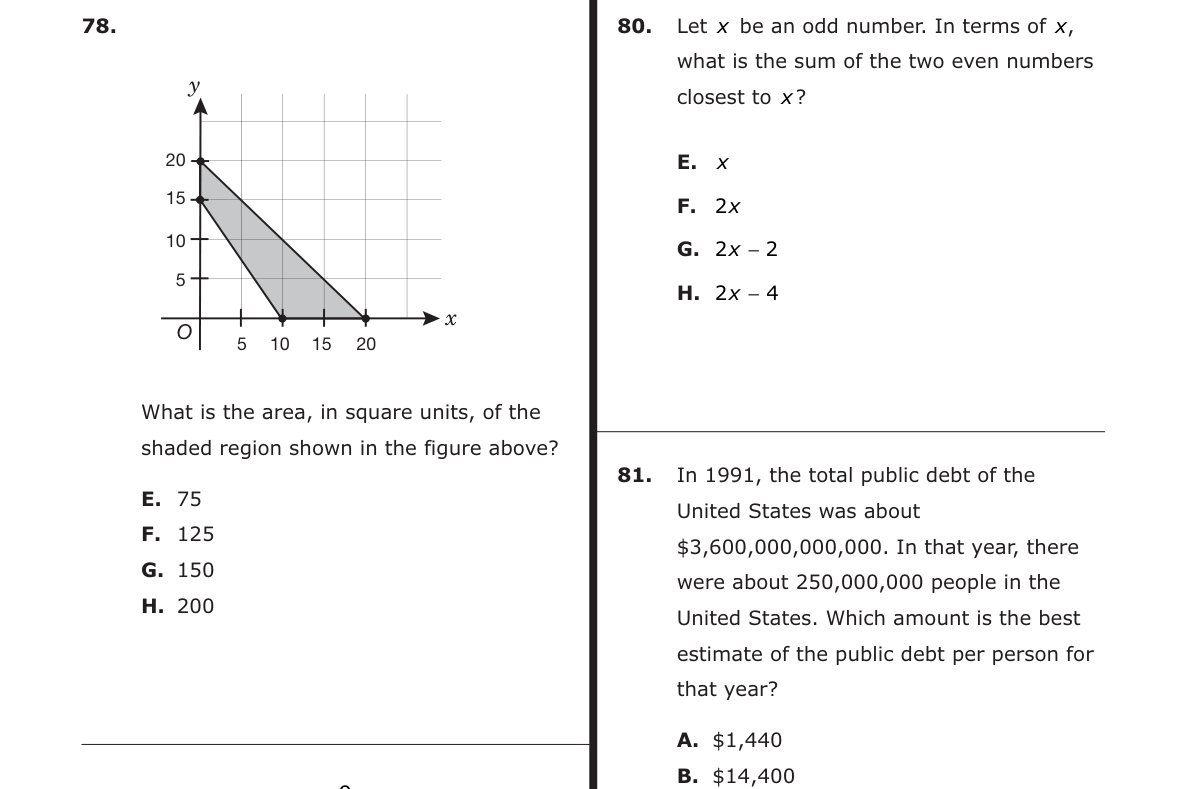 78.
y
20
15
10
5
O
5 10 15 20
x
What is the area, in square units, of the
shaded region shown in the figure above?
E. 75
F. 125
G. 150
H. 200
80. Let x be an odd number. In terms of x,
what is the sum of the two even numbers
closest to x?
E. x
F. 2x
G. 2x – 2
H. 2x – 4
81. In 1991, the total public debt of the
United States was about
$3,600,000,000,000. In that year, there
were about 250,000,000 people in the
United States. Which amount is the best
estimate of the public debt per person for
that year?
A. $1,440
B. $14,400